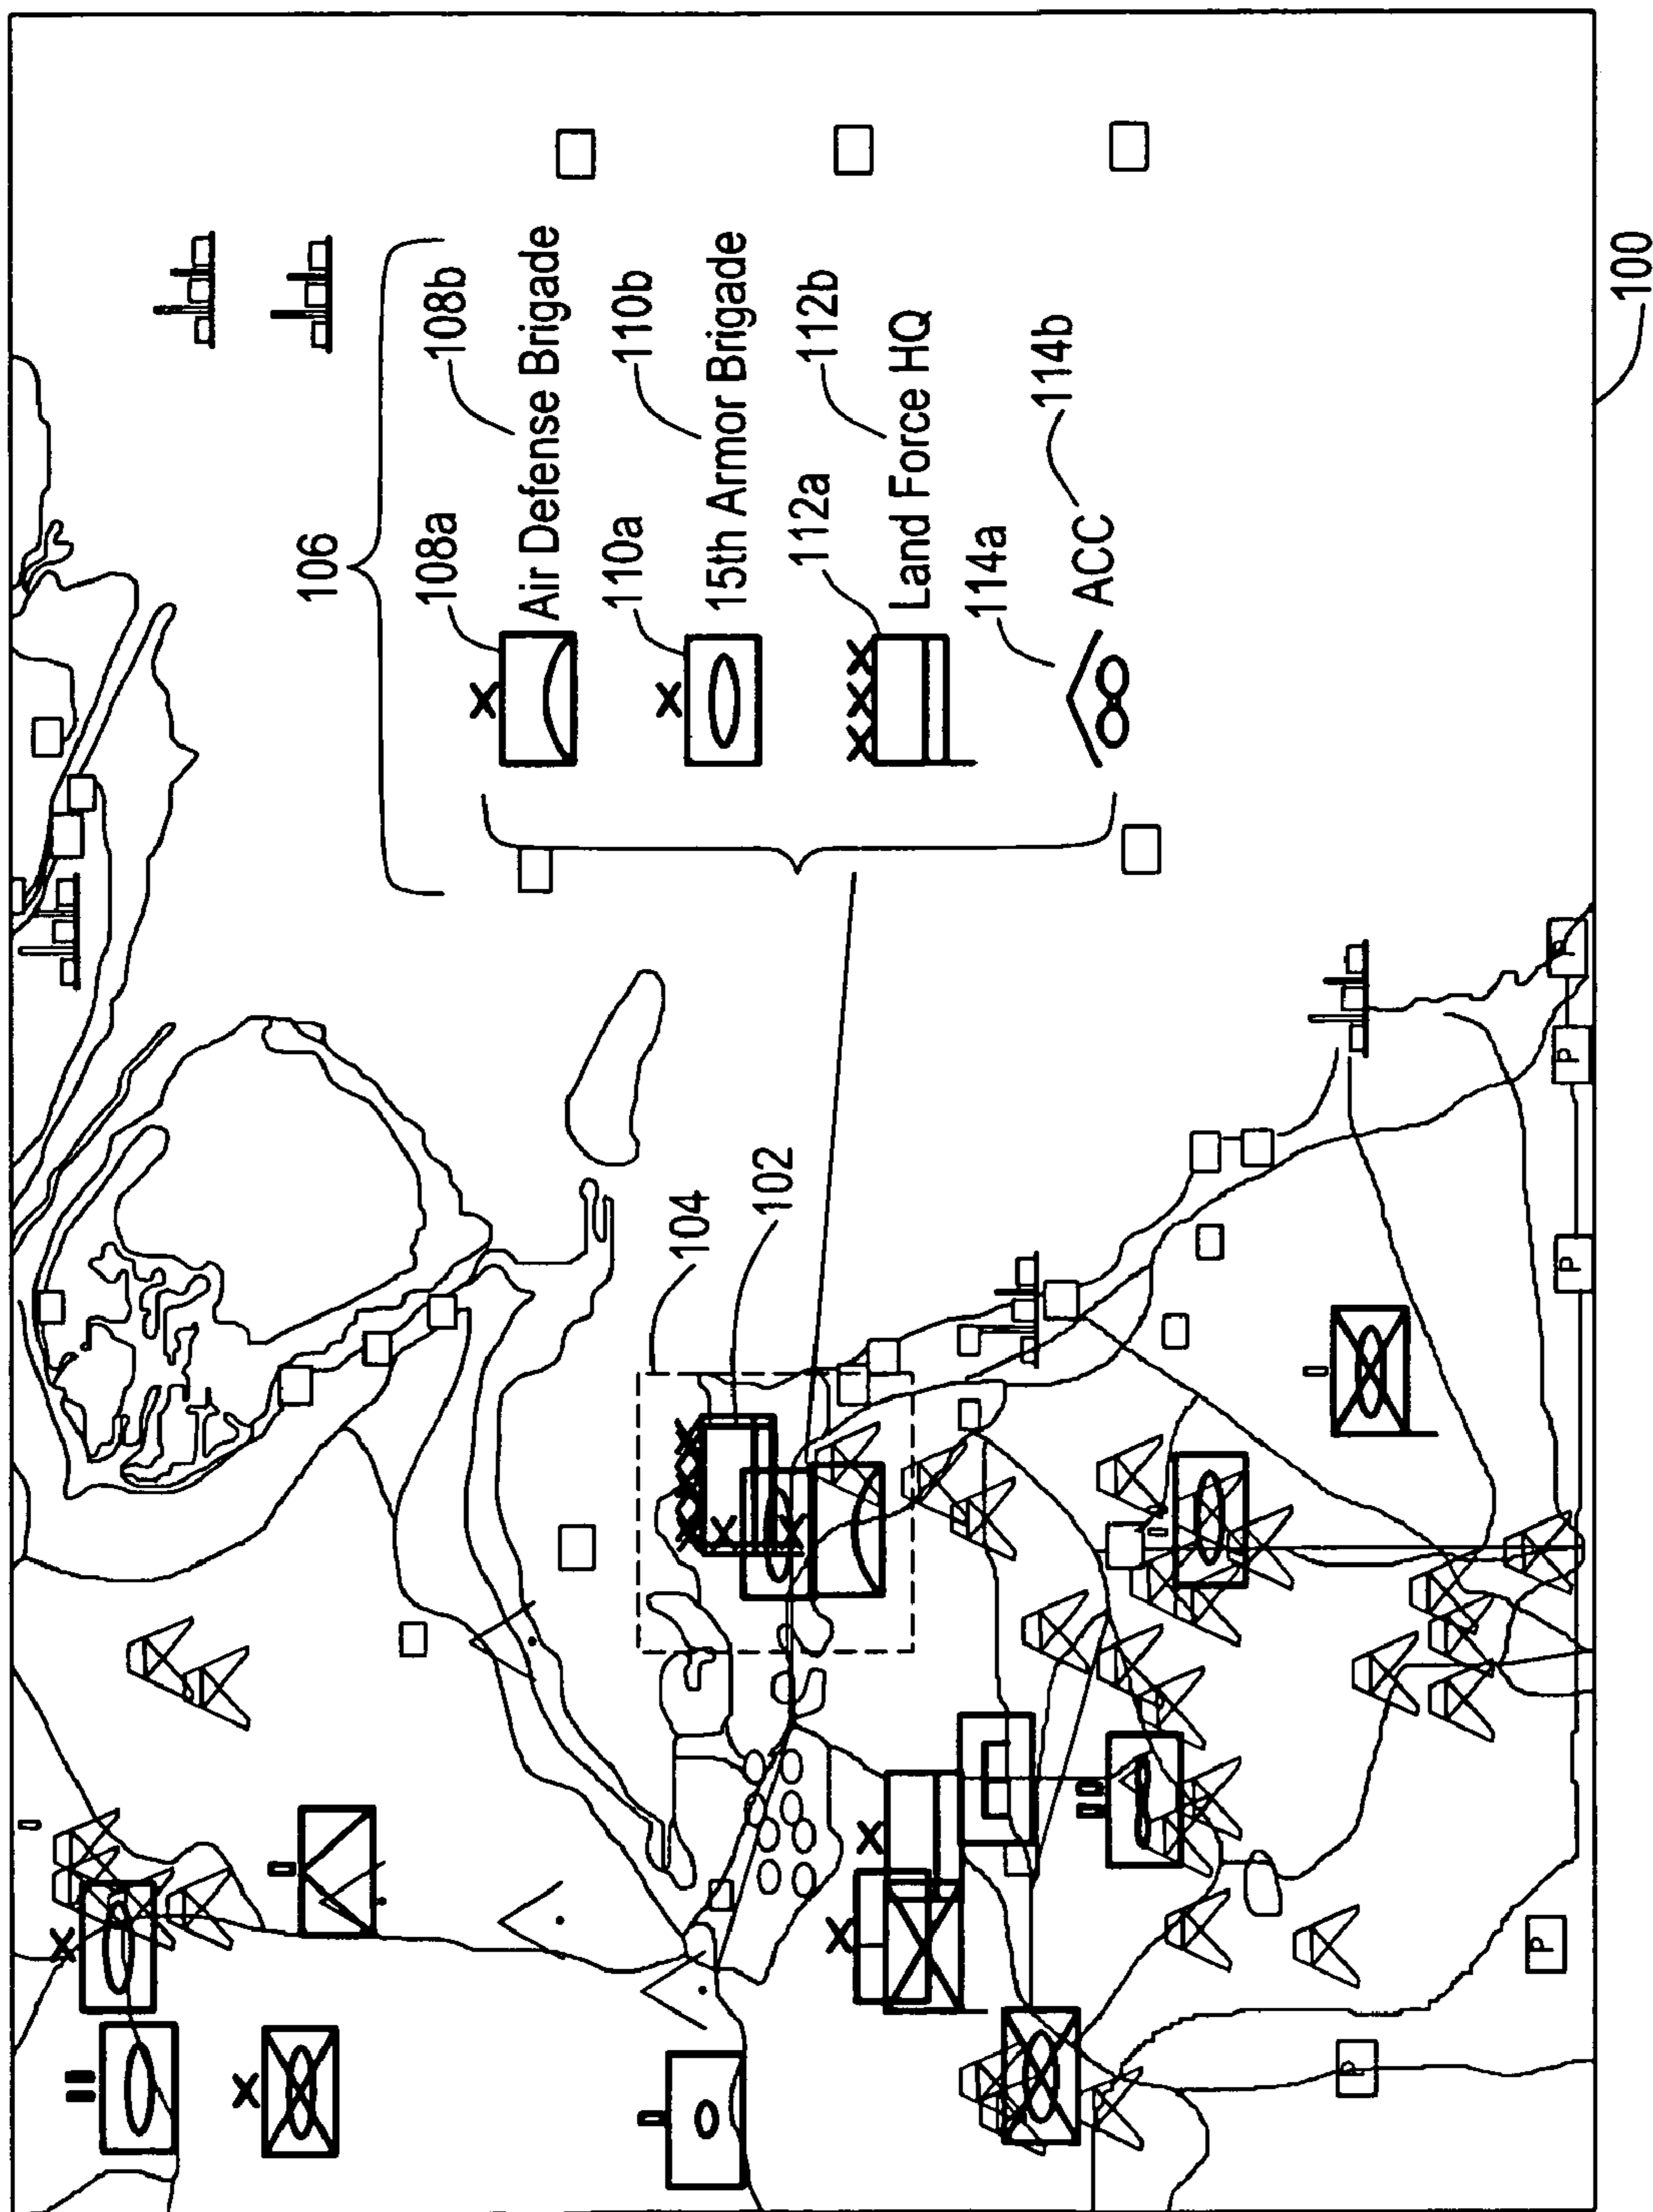 106
108a
108b
X
Air Defense Brigade
110a
110b
X
15th Armor Brigade
112a
112b
XXX
Land Force HQ
114a
114b
ACC
104
102
X
X
X
X
X
X
P
P
P
P
P
100